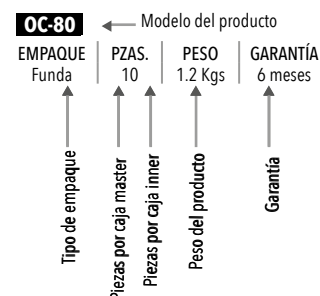 OC-80 Modelo del producto
EMPAQUE PZAS. PESO GARANTÍA
Funda 10 1.2 Kgs 6 meses
Tipo de empaque
Piezas por caja master
Piezas por caja inner
Peso del producto
Garantía